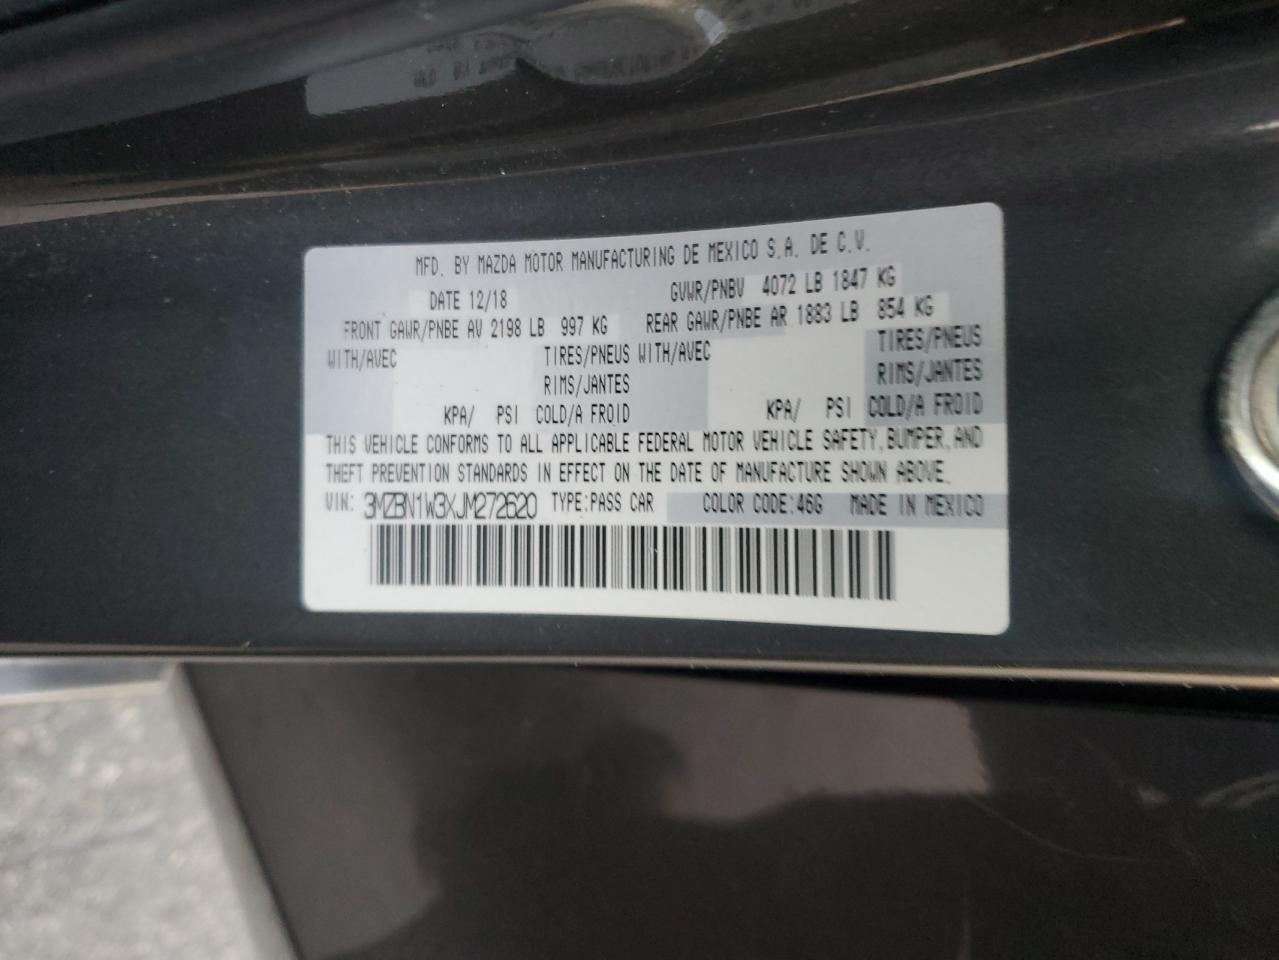 MFD. BY MAZDA MOTOR MANUFACTURING DE MEXICO S.A. DE C.V.
DATE 12/18 GVWR/PNBV 4072 LB 1847 KG
FRONT GAWR/PNBE AV 2198 LB 997 KG REAR GAWR/PNBE AR 1883 LB 854 KG
WITH/AVEC TIRES/PNEUS WITH/AVEC TIRES/PNEUS
RIMS/JANTES RIMS/JANTES
KPA/ PSI COLD/A FROID KPA/ PSI COLD/A FROID
THIS VEHICLE CONFORMS TO ALL APPLICABLE FEDERAL MOTOR VEHICLE SAFETY, BUMPER, AND
THEFT PREVENTION STANDARDS IN EFFECT ON THE DATE OF MANUFACTURE SHOWN ABOVE.
VIN: 3MZBN1W3XJM272620 TYPE:PASS CAR COLOR CODE:46G MADE IN MEXICO